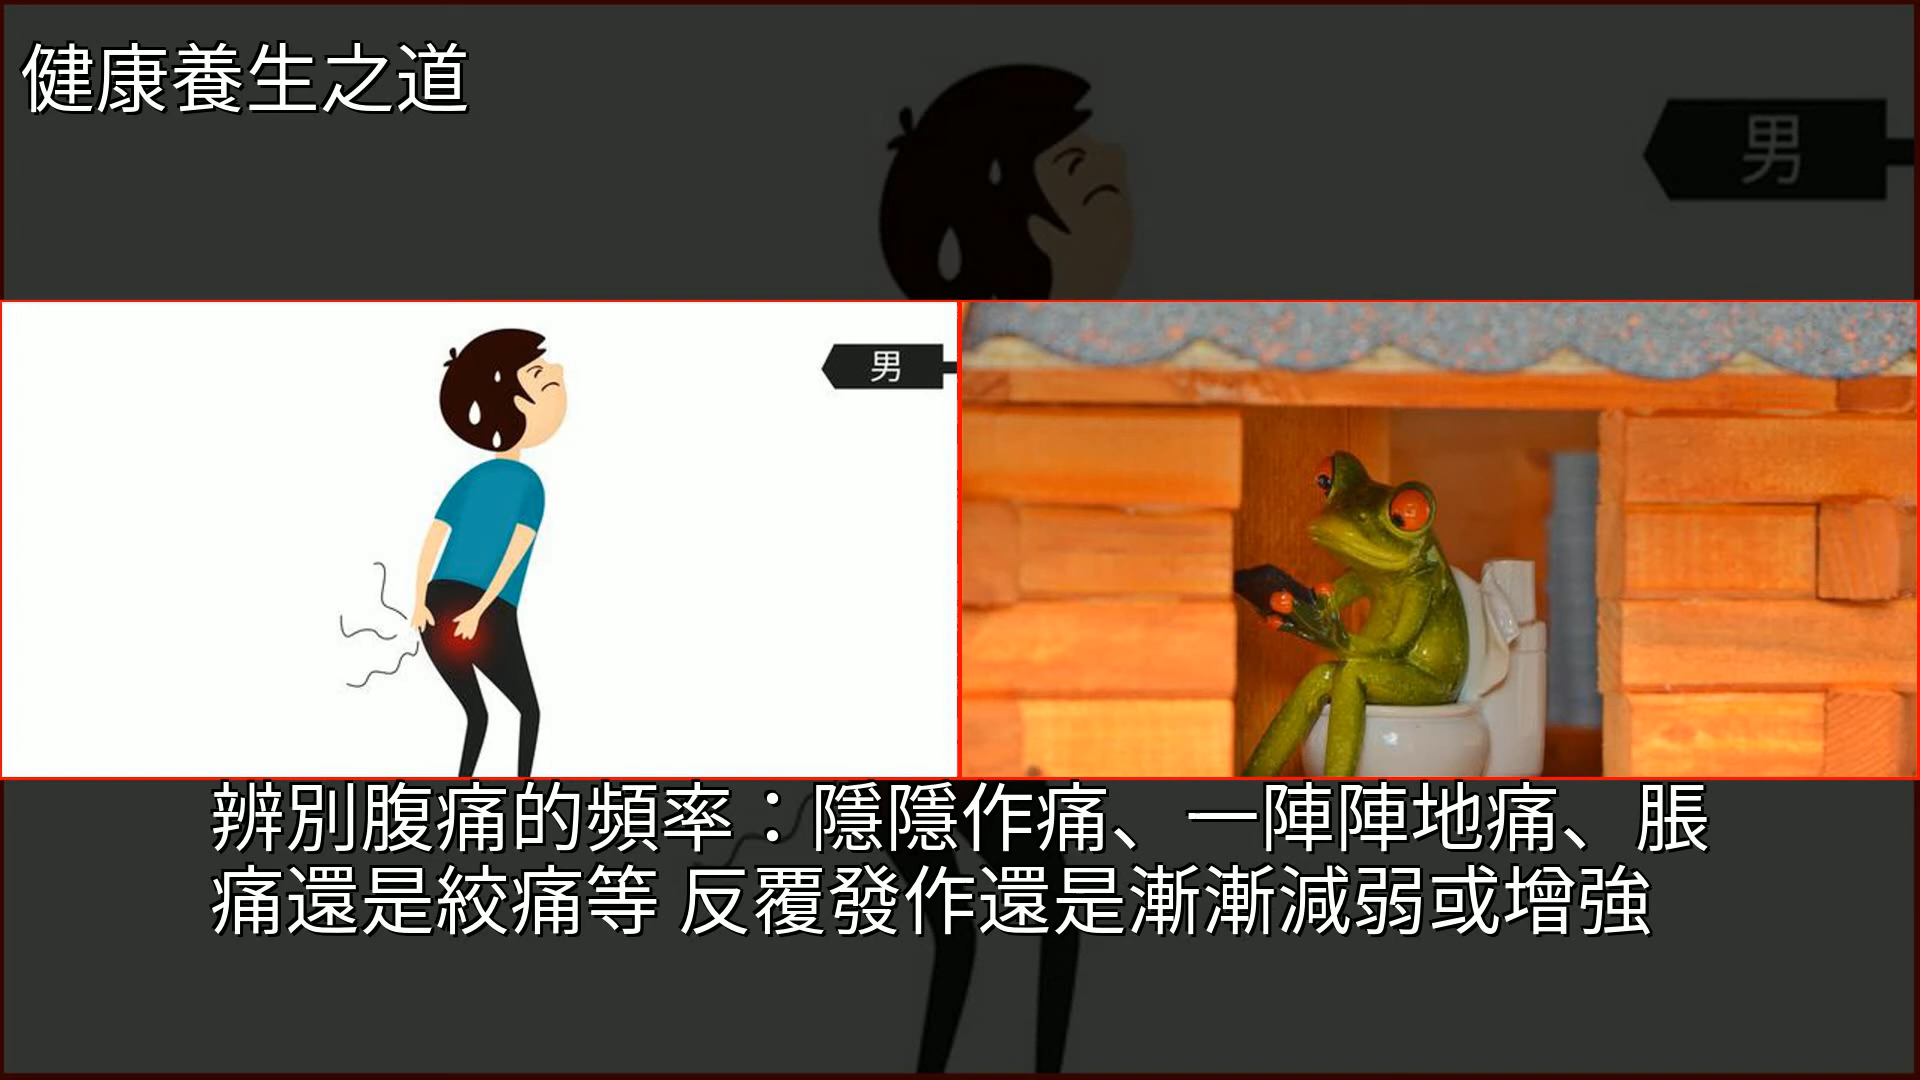 健康養生之道
男
男
辨別腹痛的頻率：隱隱作痛、一陣陣地痛、脹
痛還是絞痛等 反覆發作還是漸漸減弱或增強